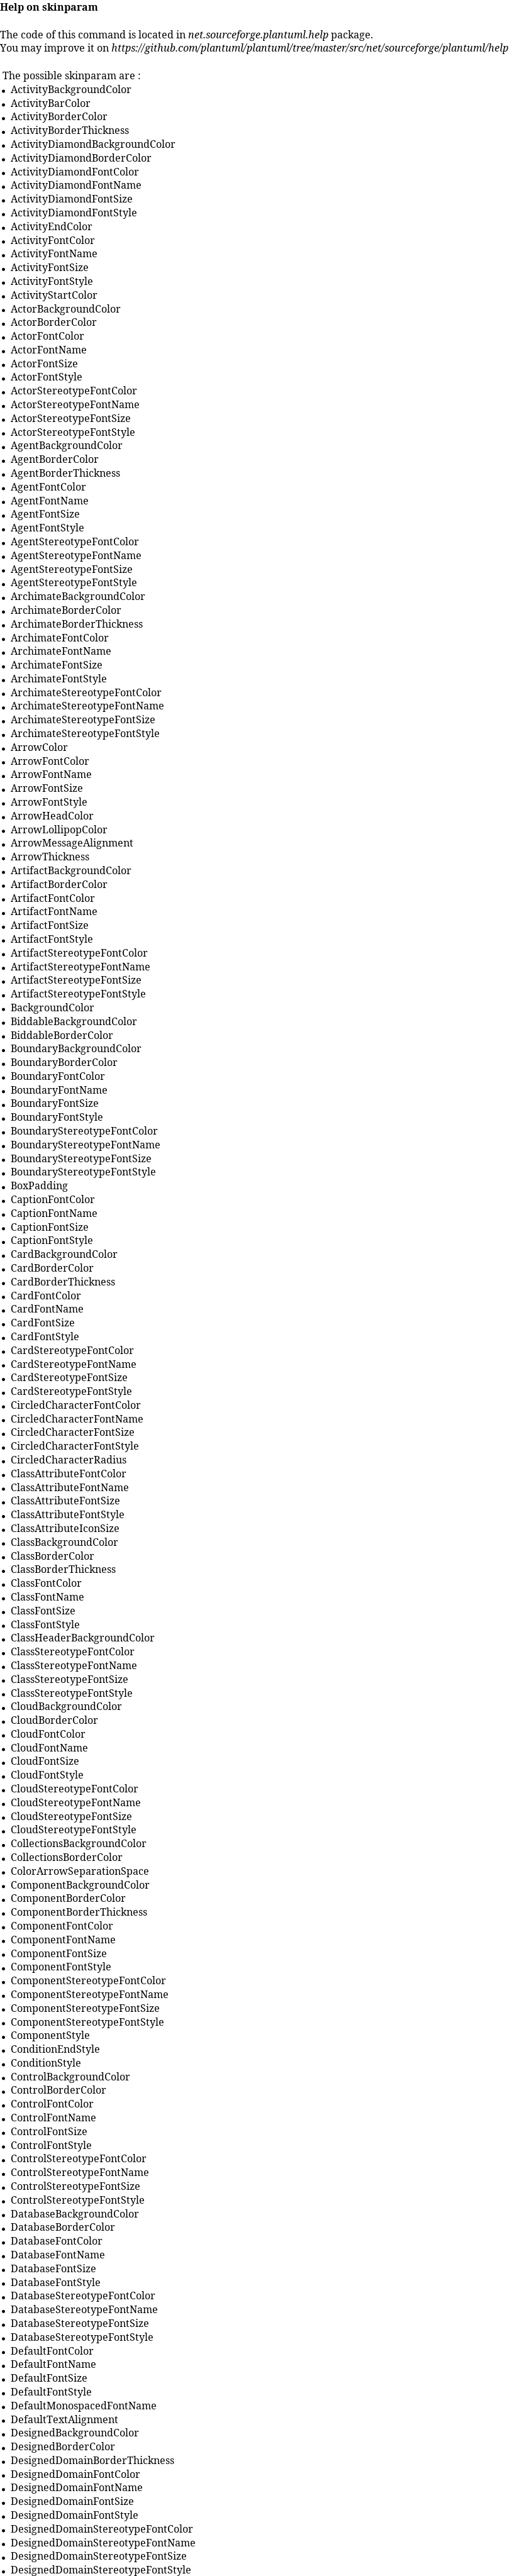 Help on skinparam
The code of this command is located in net.sourceforge.plantuml.help package.
You may improve it on https://github.com/plantuml/plantuml/tree/master/src/net/sourceforge/plantuml/help
The possible skinparam are :
• ActivityBackgroundColor
• ActivityBarColor
• ActivityBorderColor
• ActivityBorderThickness
• ActivityDiamondBackgroundColor
• ActivityDiamondBorderColor
• ActivityDiamondFontColor
• ActivityDiamondFontName
• ActivityDiamondFontSize
• ActivityDiamondFontStyle
• ActivityEndColor
• ActivityFontColor
• ActivityFontName
• ActivityFontSize
• ActivityFontStyle
• ActivityStartColor
• ActorBackgroundColor
• ActorBorderColor
• ActorFontColor
• ActorFontName
• ActorFontSize
• ActorFontStyle
• ActorStereotypeFontColor
• ActorStereotypeFontName
• ActorStereotypeFontSize
• ActorStereotypeFontStyle
• AgentBackgroundColor
• AgentBorderColor
• AgentBorderThickness
• AgentFontColor
• AgentFontName
• AgentFontSize
• AgentFontStyle
• AgentStereotypeFontColor
• AgentStereotypeFontName
• AgentStereotypeFontSize
• AgentStereotypeFontStyle
• ArchimateBackgroundColor
• ArchimateBorderColor
• ArchimateBorderThickness
• ArchimateFontColor
• ArchimateFontName
• ArchimateFontSize
• ArchimateFontStyle
• ArchimateStereotypeFontColor
• ArchimateStereotypeFontName
• ArchimateStereotypeFontSize
• ArchimateStereotypeFontStyle
• ArrowColor
• ArrowFontColor
• ArrowFontName
• ArrowFontSize
• ArrowFontStyle
• ArrowHeadColor
• ArrowLollipopColor
• ArrowMessageAlignment
• ArrowThickness
• ArtifactBackgroundColor
• ArtifactBorderColor
• ArtifactFontColor
• ArtifactFontName
• ArtifactFontSize
• ArtifactFontStyle
• ArtifactStereotypeFontColor
• ArtifactStereotypeFontName
• ArtifactStereotypeFontSize
• ArtifactStereotypeFontStyle
• BackgroundColor
• BiddableBackgroundColor
• BiddableBorderColor
• BoundaryBackgroundColor
• BoundaryBorderColor
• BoundaryFontColor
• BoundaryFontName
• BoundaryFontSize
• BoundaryFontStyle
• BoundaryStereotypeFontColor
• BoundaryStereotypeFontName
• BoundaryStereotypeFontSize
• BoundaryStereotypeFontStyle
• BoxPadding
• CaptionFontColor
• CaptionFontName
• CaptionFontSize
• CaptionFontStyle
• CardBackgroundColor
• CardBorderColor
• CardBorderThickness
• CardFontColor
• CardFontName
• CardFontSize
• CardFontStyle
• CardStereotypeFontColor
• CardStereotypeFontName
• CardStereotypeFontSize
• CardStereotypeFontStyle
• CircledCharacterFontColor
• CircledCharacterFontName
• CircledCharacterFontSize
• CircledCharacterFontStyle
• CircledCharacterRadius
• ClassAttributeFontColor
• ClassAttributeFontName
• ClassAttributeFontSize
• ClassAttributeFontStyle
• ClassAttributeIconSize
• ClassBackgroundColor
• ClassBorderColor
• ClassBorderThickness
• ClassFontColor
• ClassFontName
• ClassFontSize
• ClassFontStyle
• ClassHeaderBackgroundColor
• ClassStereotypeFontColor
• ClassStereotypeFontName
• ClassStereotypeFontSize
• ClassStereotypeFontStyle
• CloudBackgroundColor
• CloudBorderColor
• CloudFontColor
• CloudFontName
• CloudFontSize
• CloudFontStyle
• CloudStereotypeFontColor
• CloudStereotypeFontName
• CloudStereotypeFontSize
• CloudStereotypeFontStyle
• CollectionsBackgroundColor
• CollectionsBorderColor
• ColorArrowSeparationSpace
• ComponentBackgroundColor
• ComponentBorderColor
• ComponentBorderThickness
• ComponentFontColor
• ComponentFontName
• ComponentFontSize
• ComponentFontStyle
• ComponentStereotypeFontColor
• ComponentStereotypeFontName
• ComponentStereotypeFontSize
• ComponentStereotypeFontStyle
• ComponentStyle
• ConditionEndStyle
• ConditionStyle
• ControlBackgroundColor
• ControlBorderColor
• ControlFontColor
• ControlFontName
• ControlFontSize
• ControlFontStyle
• ControlStereotypeFontColor
• ControlStereotypeFontName
• ControlStereotypeFontSize
• ControlStereotypeFontStyle
• DatabaseBackgroundColor
• DatabaseBorderColor
• DatabaseFontColor
• DatabaseFontName
• DatabaseFontSize
• DatabaseFontStyle
• DatabaseStereotypeFontColor
• DatabaseStereotypeFontName
• DatabaseStereotypeFontSize
• DatabaseStereotypeFontStyle
• DefaultFontColor
• DefaultFontName
• DefaultFontSize
• DefaultFontStyle
• DefaultMonospacedFontName
• DefaultTextAlignment
• DesignedBackgroundColor
• DesignedBorderColor
• DesignedDomainBorderThickness
• DesignedDomainFontColor
• DesignedDomainFontName
• DesignedDomainFontSize
• DesignedDomainFontStyle
• DesignedDomainStereotypeFontColor
• DesignedDomainStereotypeFontName
• DesignedDomainStereotypeFontSize
• DesignedDomainStereotypeFontStyle